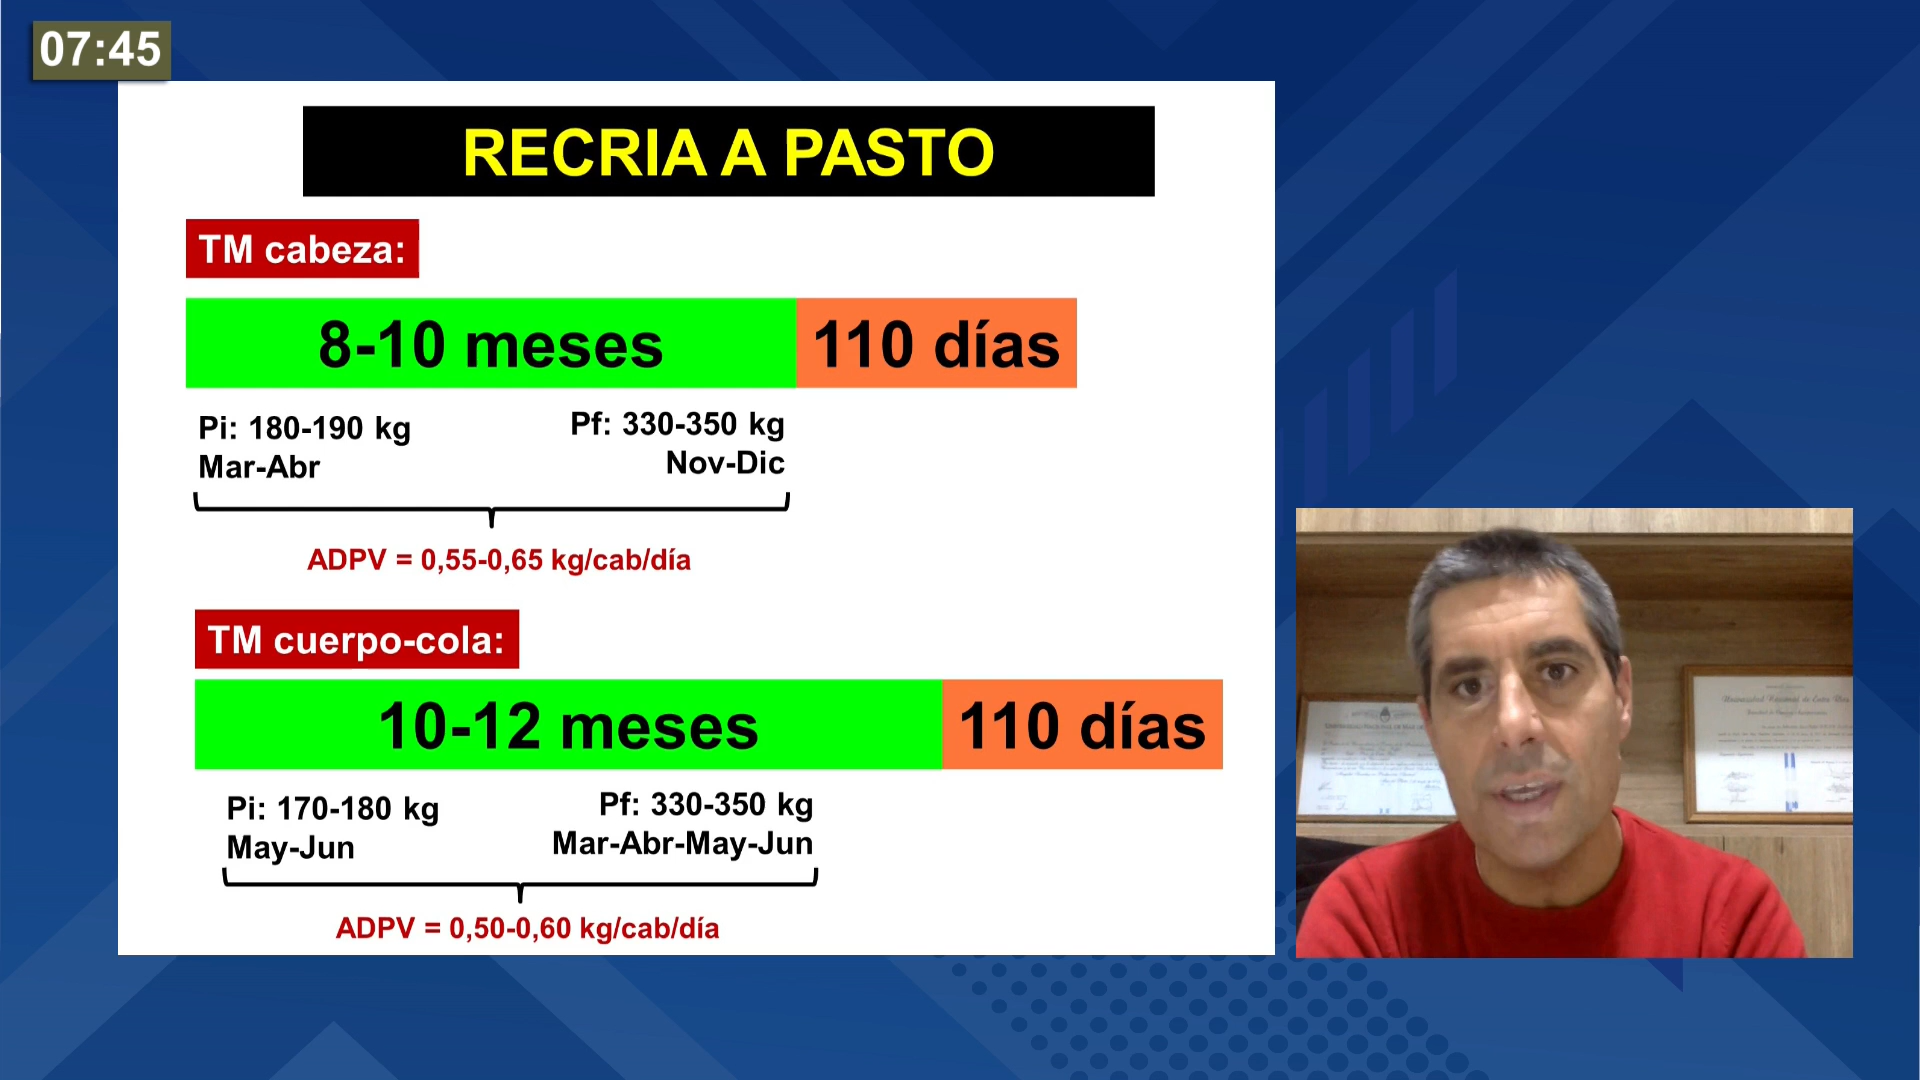 07:45
RECRIA A PASTO
TM cabeza:
8-10 meses
110 días
Pi: 180-190 kg
Mar-Abr
Pf: 330-350 kg
Nov-Dic
ADPV = 0,55-0,65 kg/cab/día
TM cuerpo-cola:
10-12 meses
110 días
Pi: 170-180 kg
May-Jun
Pf: 330-350 kg
Mar-Abr-May-Jun
ADPV = 0,50-0,60 kg/cab/día